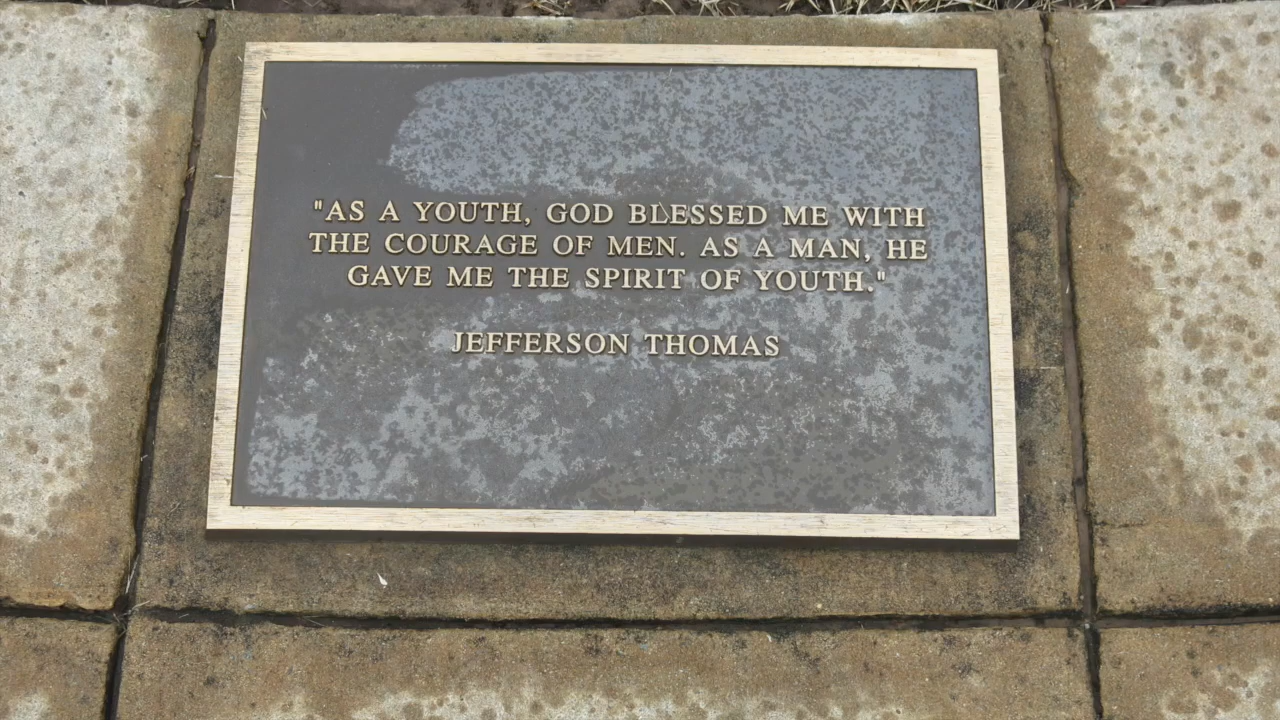 "AS A YOUTH, GOD BLESSED ME WITH
THE COURAGE OF MEN. AS A MAN, HE
GAVE ME THE SPIRIT OF YOUTH."
JEFFERSON THOMAS